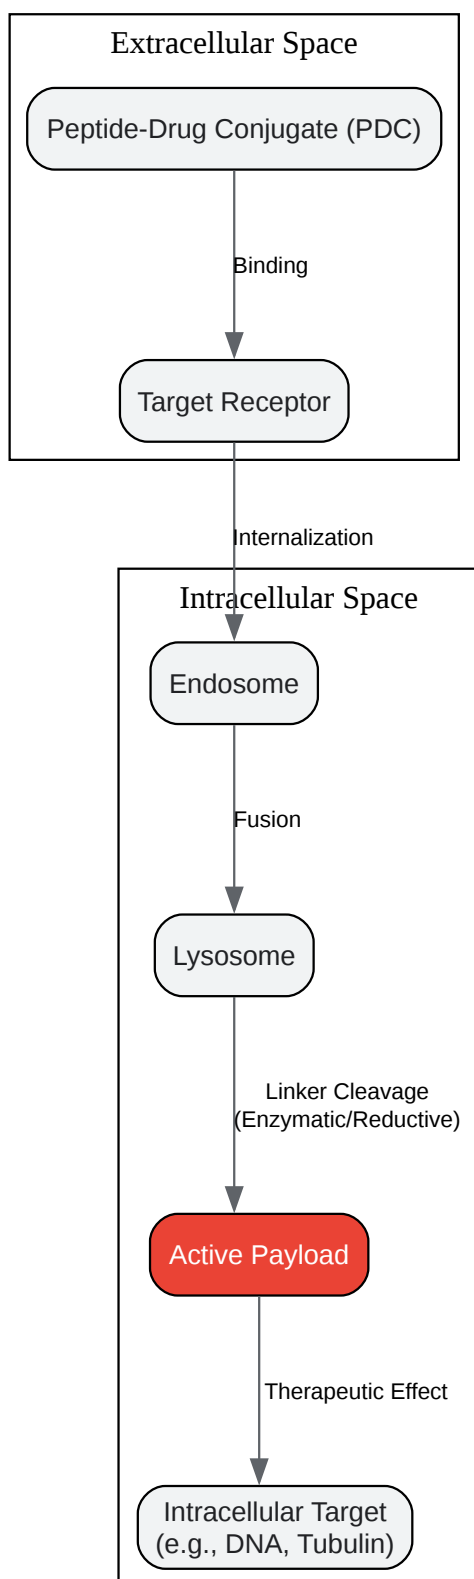 Extracellular Space
Peptide-Drug Conjugate (PDC)
Binding
Target Receptor
Internalization
Intracellular Space
Endosome
Fusion
Lysosome
Linker Cleavage
(Enzymatic/Reductive)
Active Payload
Therapeutic Effect
Intracellular Target
(e.g., DNA, Tubulin)